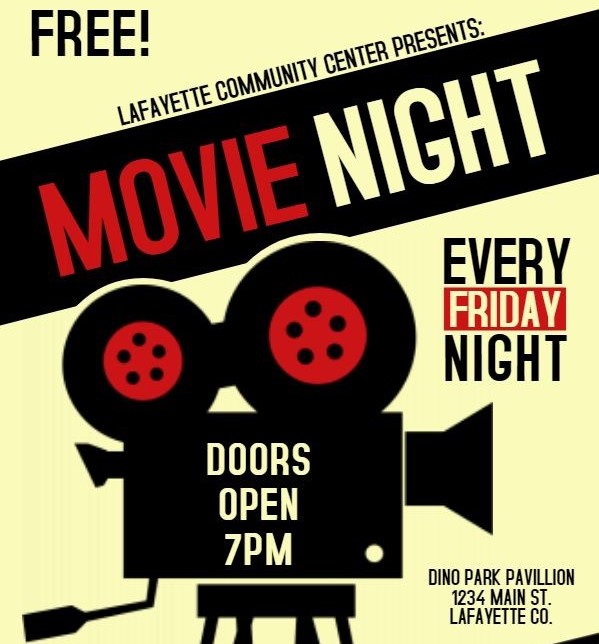 FREE!
LAFAYETTE COMMUNITY CENTER PRESENTS:
MOVIE NIGHT
EVERY
FRIDAY
NIGHT
DOORS
OPEN
7PM
DINO PARK PAVILLION
1234 MAIN ST.
LAFAYETTE CO.